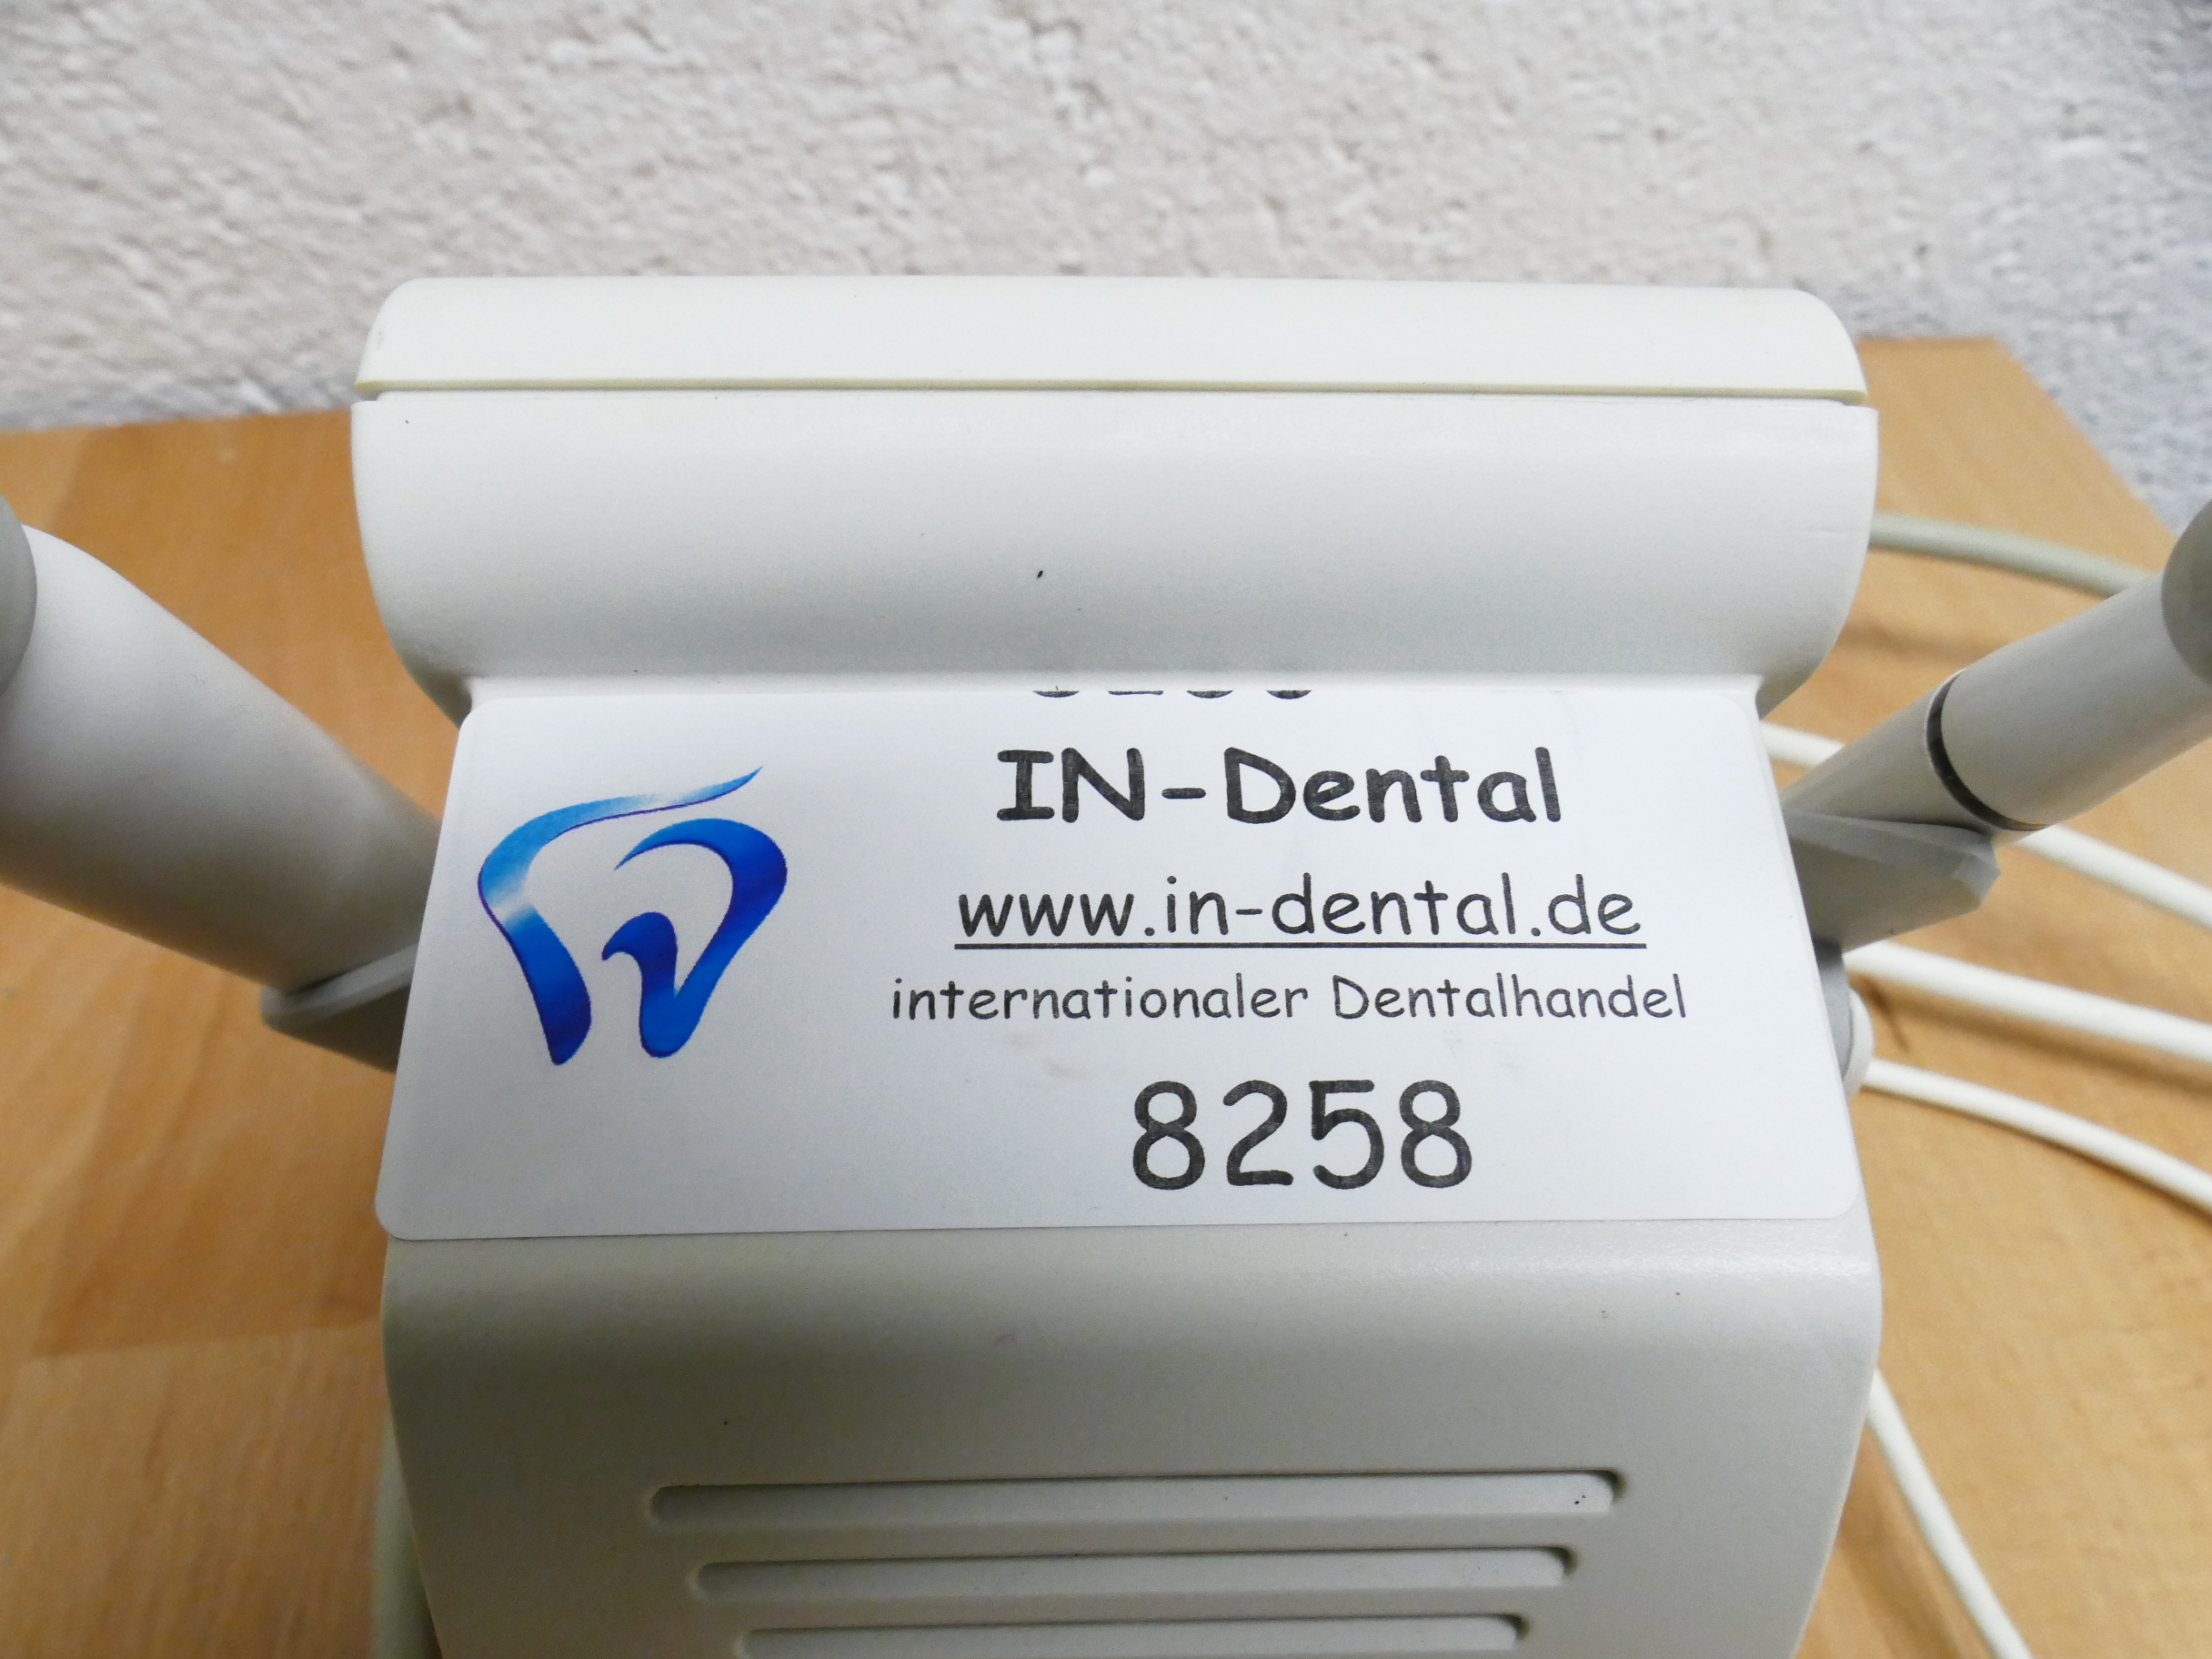 IN-Dental
www.in-dental.de
internationaler Dentalhandel
8258